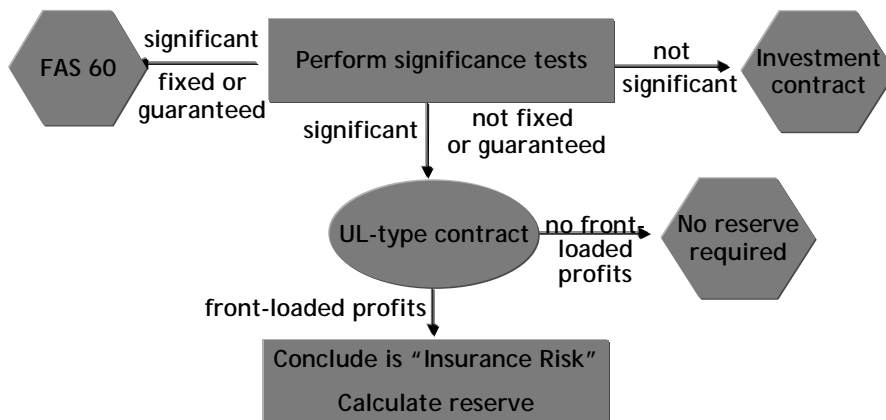 FAS 60
significant
fixed or
guaranteed
Perform significance tests
not
significant
Investment
contract
significant
not fixed
or guaranteed
UL-type contract
no front-
loaded
profits
No reserve
required
front-loaded profits
Conclude is “Insurance Risk”
Calculate reserve